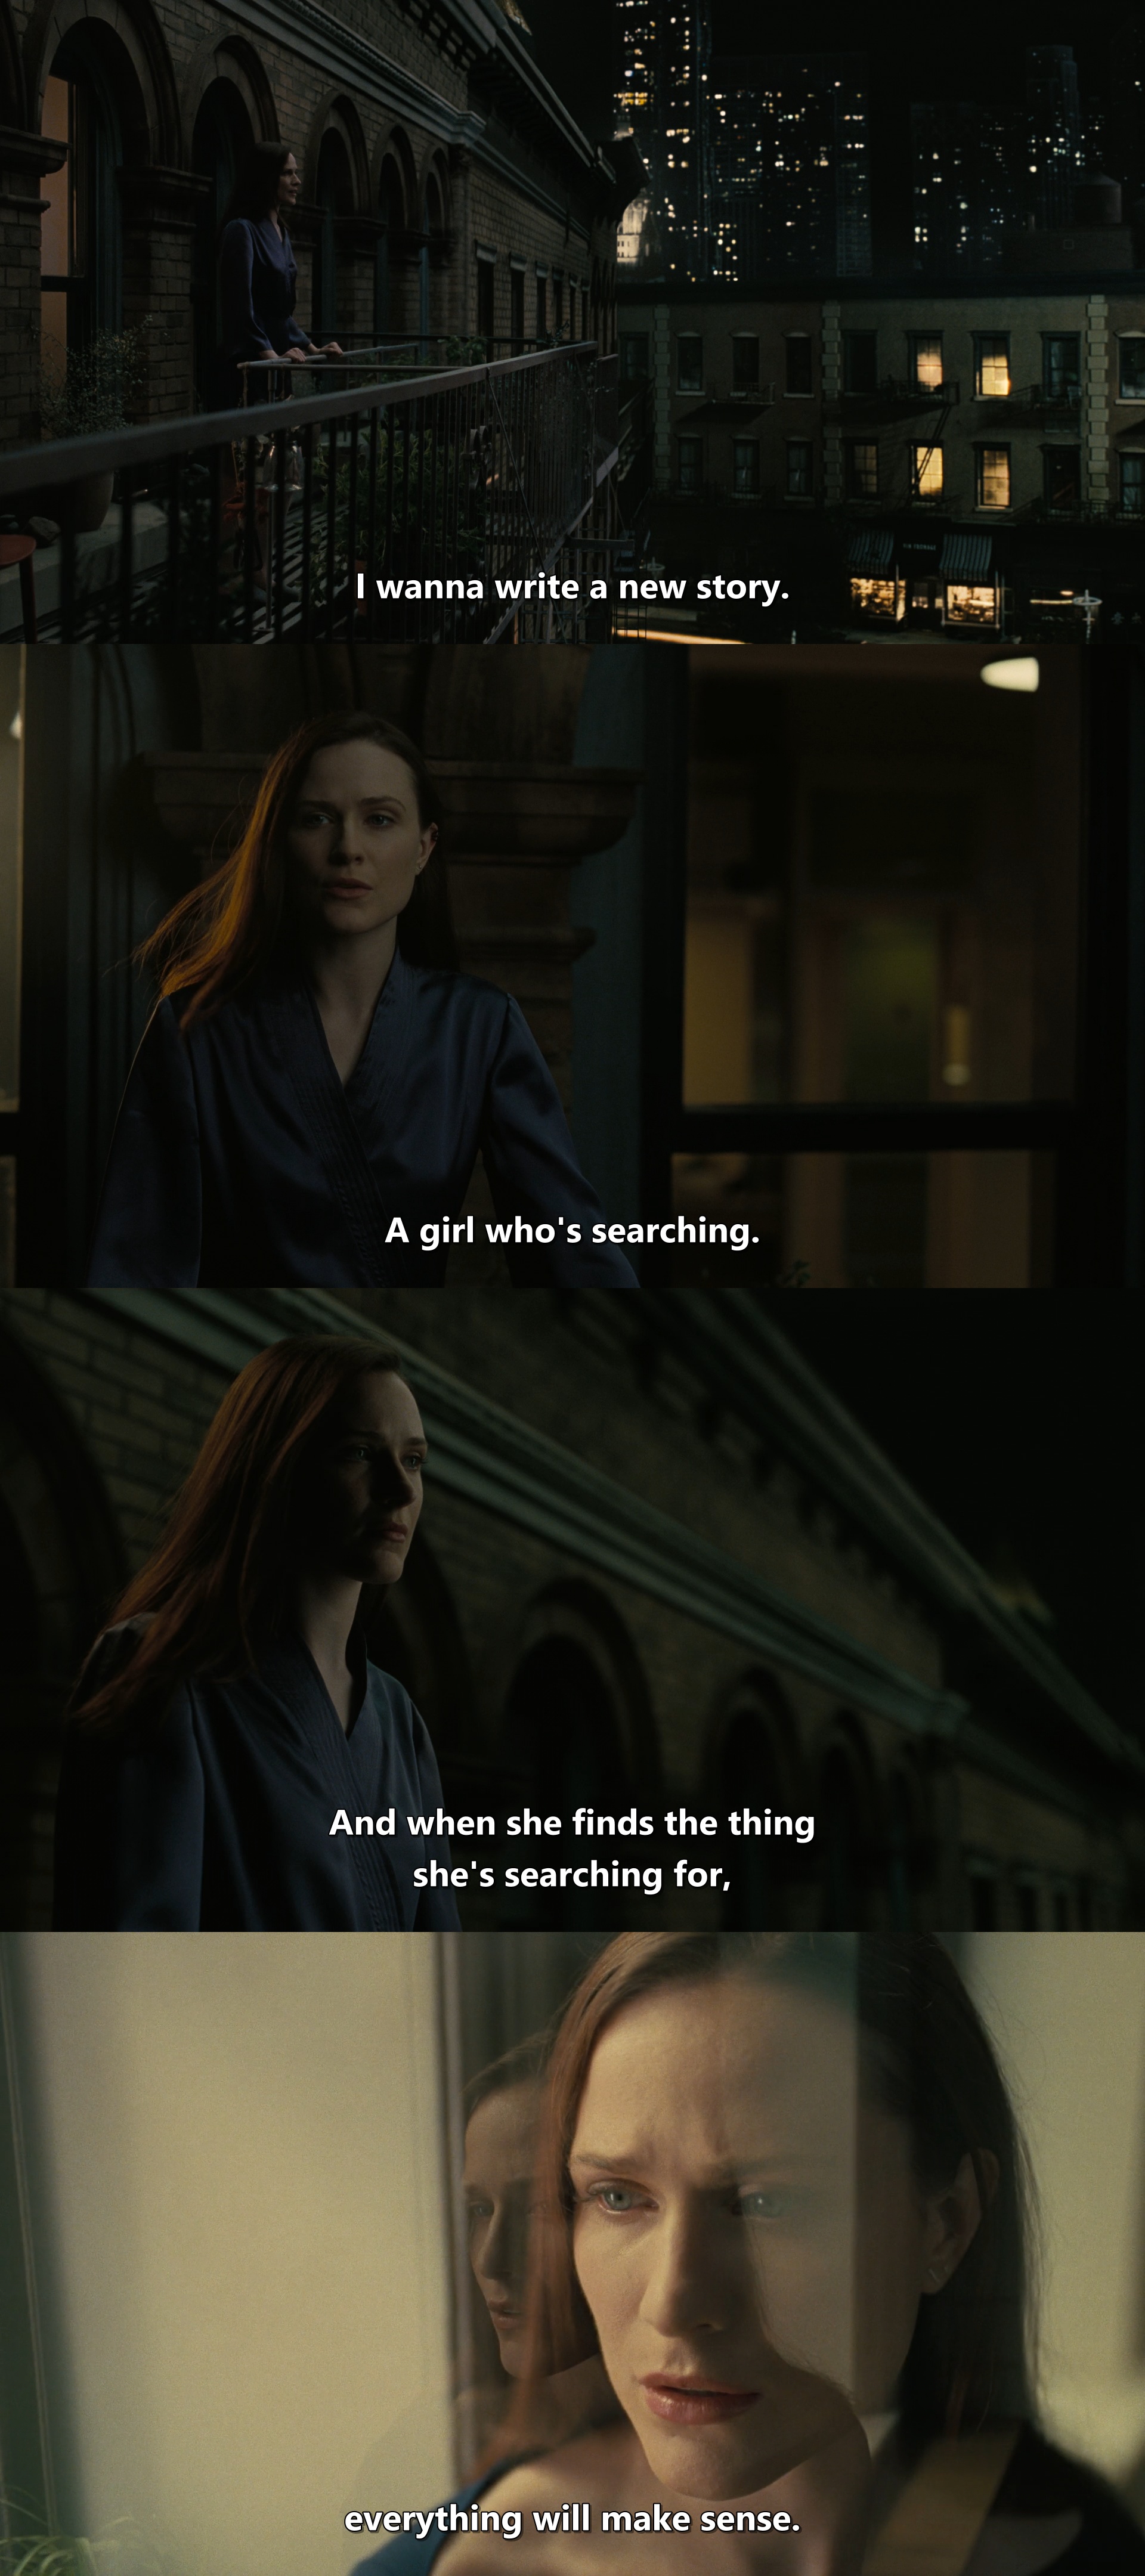 I wanna write a new story.
A girl who's searching.
And when she finds the thing
she's searching for,
everything will make sense.